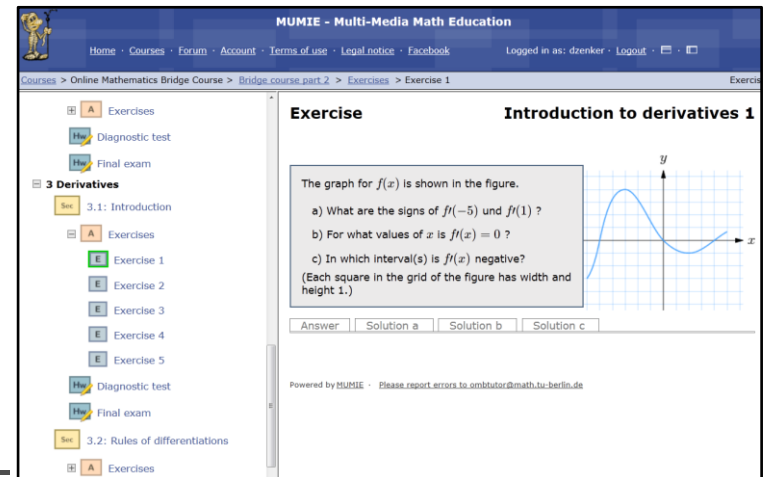 MUMIE - Multi-Media Math Education
Home · Courses · Forum · Account · Terms of use · Legal notice · Facebook
Logged in as: dzenker · Logout · ·
Courses > Online Mathematics Bridge Course > Bridge course part 2 > Exercises > Exercise 1
Exercis
A Exercises
Hw Diagnostic test
Hw Final exam
3 Derivatives
Sec 3.1: Introduction
A Exercises
E Exercise 1
E Exercise 2
E Exercise 3
E Exercise 4
E Exercise 5
Hw Diagnostic test
Hw Final exam
Sec 3.2: Rules of differentiations
A Exercises
Exercise
Introduction to derivatives 1
The graph for f(x) is shown in the figure.
a) What are the signs of f′(−5) und f′(1) ?
b) For what values of x is f′(x) = 0 ?
c) In which interval(s) is f′(x) negative?
(Each square in the grid of the figure has width and
height 1.)
y
x
Answer Solution a Solution b Solution c
Powered by MUMIE · Please report errors to ombtutor@math.tu-berlin.de